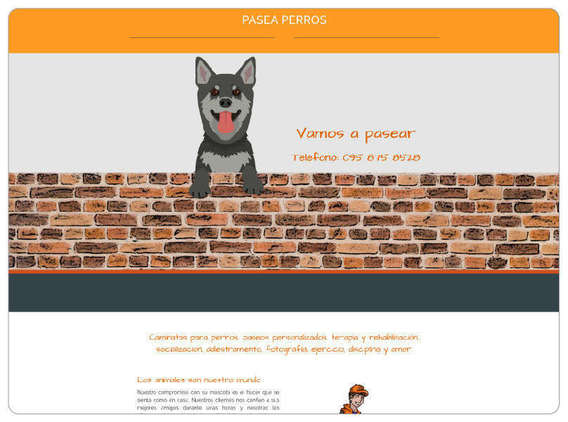 PASEA PERROS
Vamos a pasear
Telefono: 095 875 8528
Caminatas para perros, paseos personalizados, terapia y rehabilitación,
socialización, adiestramiento, fotografía, ejercicio, disciplina y amor
Los animales son nuestro mundo
Nuestro compromiso con su mascota es el hacer que se
sienta como en casa. Nuestros clientes nos confían a sus
mejores amigos durante unas horas y nosotros los